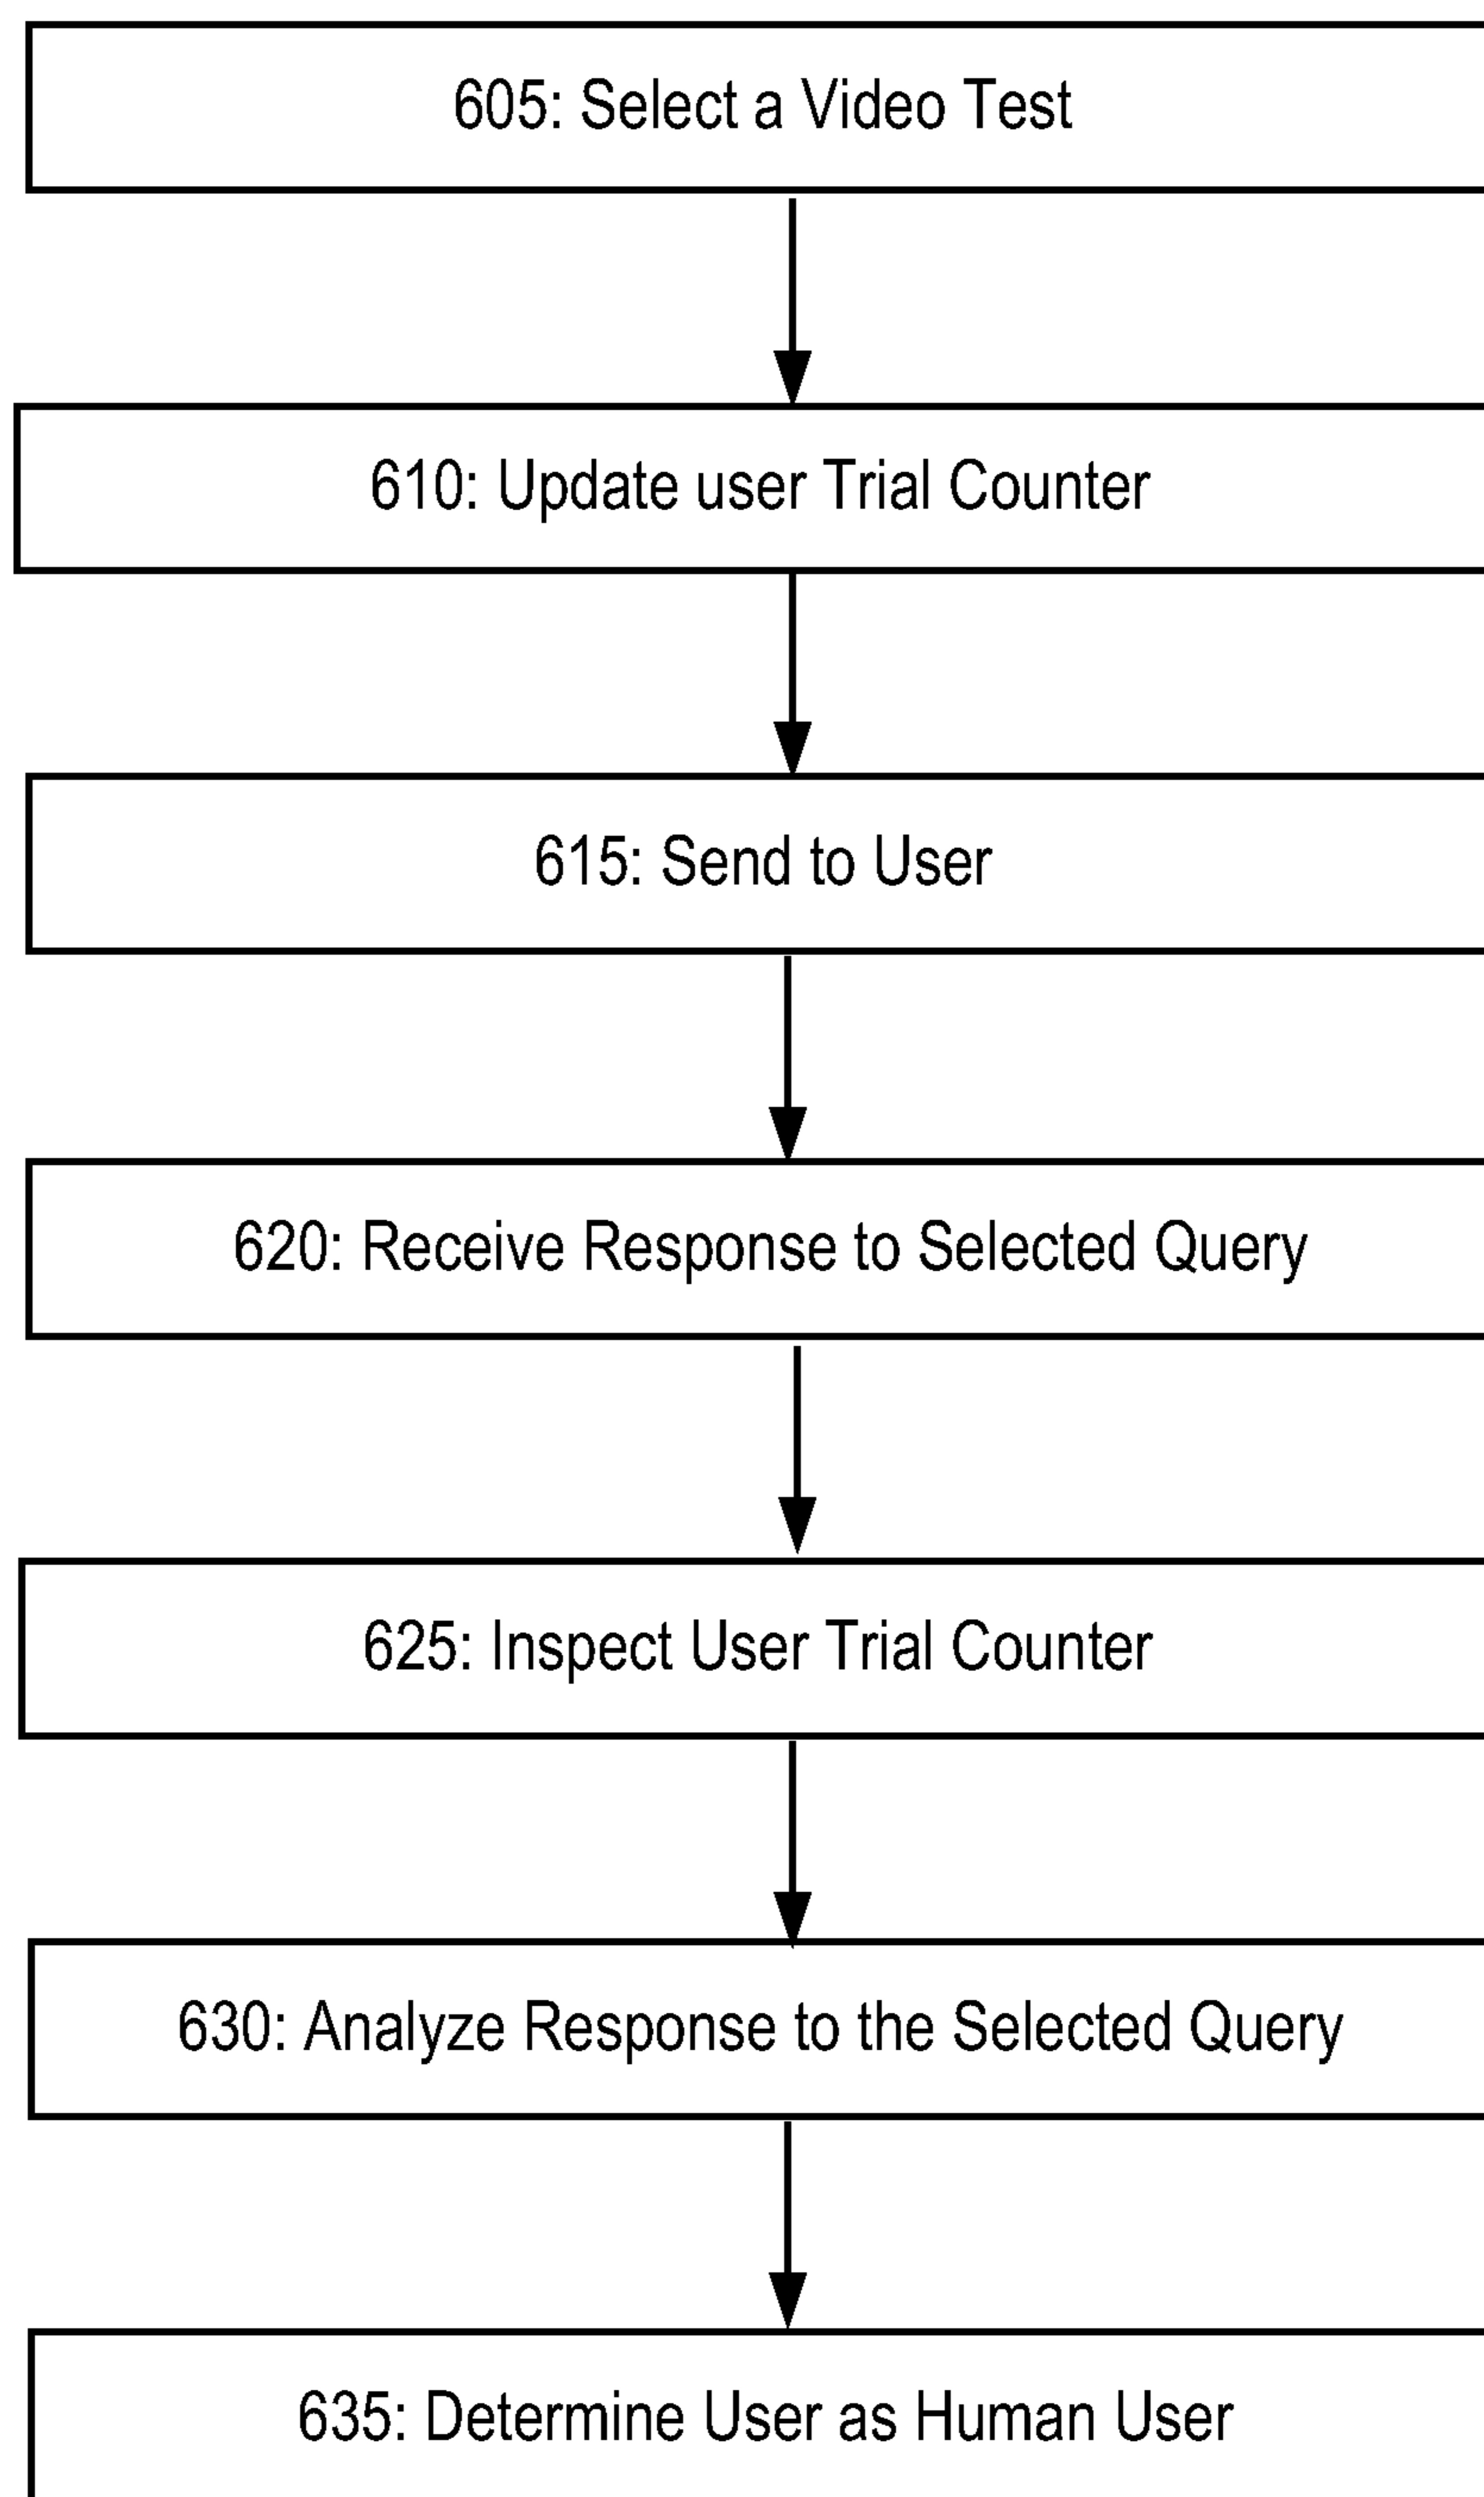 605: Select a Video Test
610: Update user Trial Counter
615: Send to User
620: Receive Response to Selected Query
625: Inspect User Trial Counter
630: Analyze Response to the Selected Query
635: Determine User as Human User